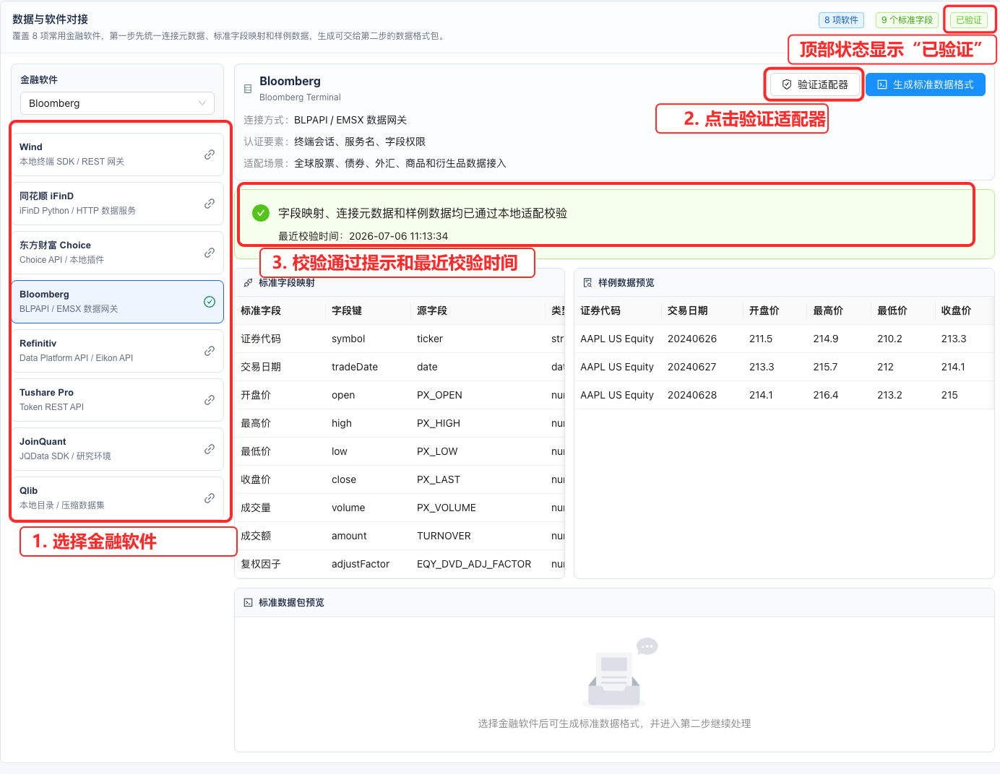 数据与软件对接
覆盖 8 项常用金融软件，第一步先统一连接元数据、标准字段映射和样例数据，生成可交给第二步的数据格式包。
8 项软件
9 个标准字段
已验证
顶部状态显示“已验证”
金融软件
Bloomberg
Wind
本地终端 SDK / REST 网关
同花顺 iFinD
iFinD Python / HTTP 数据服务
东方财富 Choice
Choice API / 本地插件
Bloomberg
BLPAPI / EMSX 数据网关
Refinitiv
Data Platform API / Eikon API
Tushare Pro
Token REST API
JoinQuant
JQData SDK / 研究环境
Qlib
本地目录 / 压缩数据集
1. 选择金融软件
Bloomberg
Bloomberg Terminal
验证适配器
生成标准数据格式
2. 点击验证适配器
连接方式： BLPAPI / EMSX 数据网关
认证要素： 终端会话、服务名、字段权限
适配场景： 全球股票、债券、外汇、商品和衍生品数据接入
字段映射、连接元数据和样例数据均已通过本地适配校验
最近校验时间：2026-07-06 11:13:34
3. 校验通过提示和最近校验时间
标准字段映射
标准字段 字段键 源字段 类型
证券代码 symbol ticker str
交易日期 tradeDate date dat
开盘价 open PX_OPEN nur
最高价 high PX_HIGH nur
最低价 low PX_LOW nur
收盘价 close PX_LAST nur
成交量 volume PX_VOLUME nur
成交额 amount TURNOVER nur
复权因子 adjustFactor EQY_DVD_ADJ_FACTOR nur
样例数据预览
证券代码 交易日期 开盘价 最高价 最低价 收盘价
AAPL US Equity 20240626 211.5 214.9 210.2 213.3
AAPL US Equity 20240627 213.3 215.7 212 214.1
AAPL US Equity 20240628 214.1 216.4 213.2 215
标准数据包预览
选择金融软件后可生成标准数据格式，并进入第二步继续处理